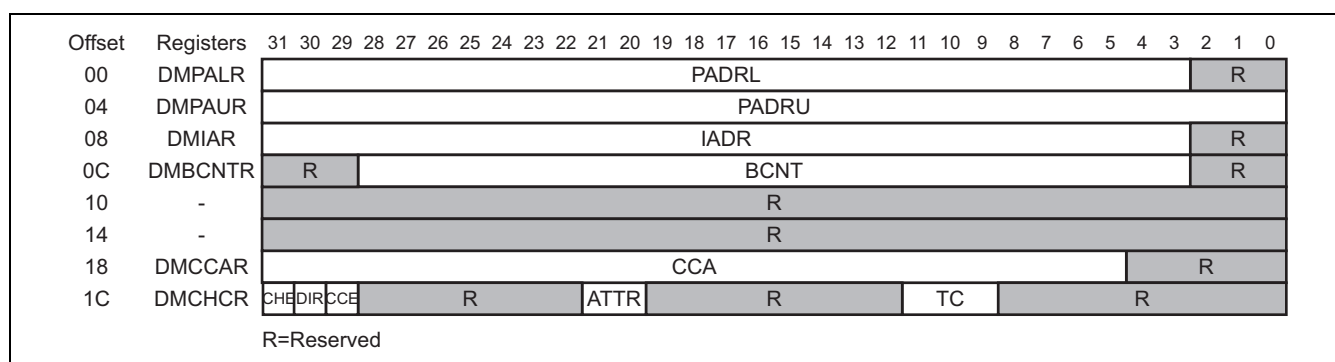 Offset Registers 31 30 29 28 27 26 25 24 23 22 21 20 19 18 17 16 15 14 13 12 11 10 9 8 7 6 5 4 3 2 1 0
00 DMPALR PADRL R
04 DMPAUR PADRU
08 DMIAR IADR R
0C DMBCNTR R BCNT R
10 - R
14 - R
18 DMCCAR CCA R
1C DMCHCR CHE DIR CCE R ATTR R TC R
R=Reserved